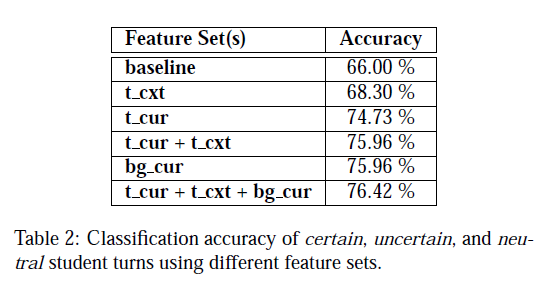 Feature Set(s) Accuracy
baseline 66.00 %
t_cxt 68.30 %
t_cur 74.73 %
t_cur + t_cxt 75.96 %
bg_cur 75.96 %
t_cur + t_cxt + bg_cur 76.42 %
Table 2: Classification accuracy of certain, uncertain, and neu-
tral student turns using different feature sets.